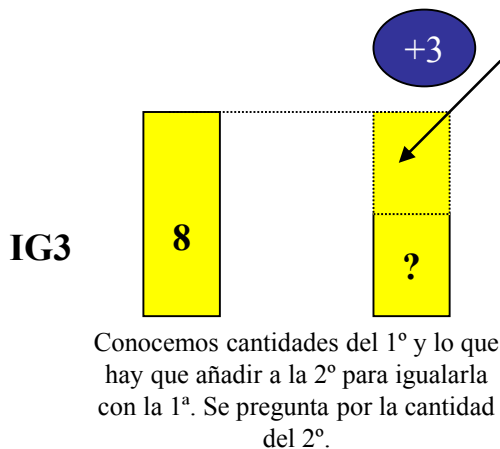 +3
IG3
8
?
Conocemos cantidades del 1º y lo que
hay que añadir a la 2º para igualarla
con la 1ª. Se pregunta por la cantidad
del 2º.